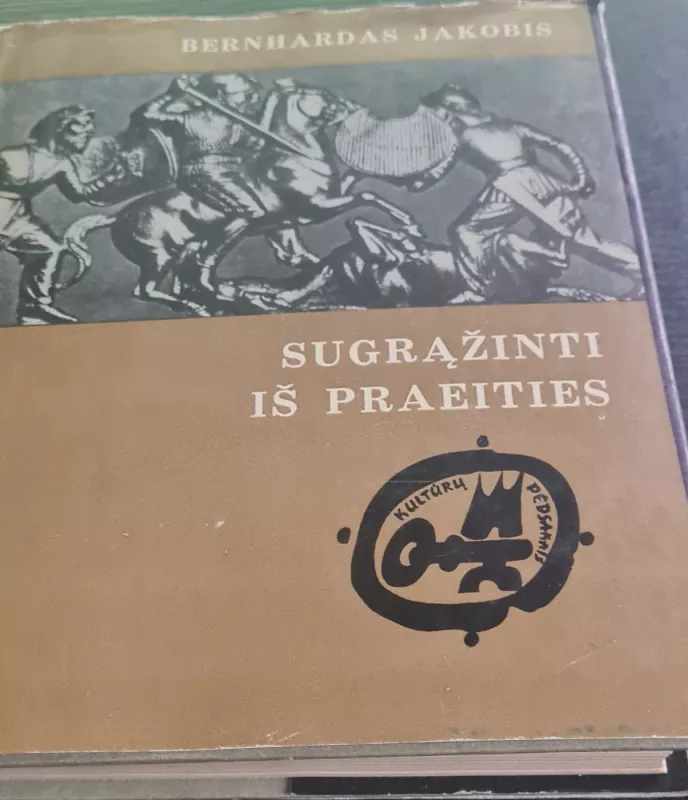 BERNHARDAS JAKOBIS
SUGRĄŽINTI
IŠ PRAEITIES
KULTŪRŲ
PĖDSAKAIS